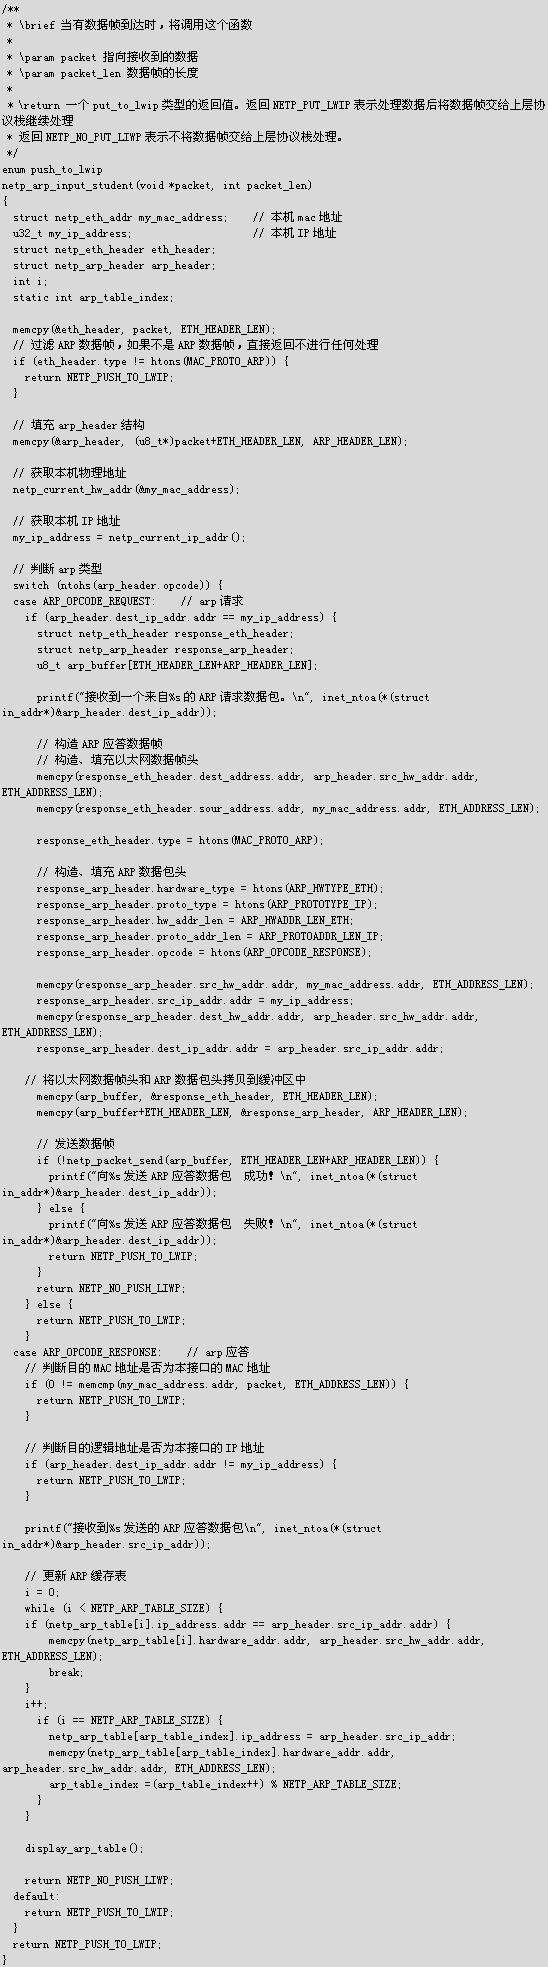 /**
 * \brief 当有数据帧到达时，将调用这个函数
 *
 * \param packet 指向接收到的数据
 * \param packet_len 数据帧的长度
 *
 * \return 一个 put_to_lwip 类型的返回值。返回 NETP_PUT_LWIP 表示处理数据后将数据帧交给上层协
议栈继续处理
 * 返回 NETP_NO_PUT_LIWP 表示不将数据帧交给上层协议栈处理。
 */
enum push_to_lwip
netp_arp_input_student(void *packet, int packet_len)
{
  struct netp_eth_addr my_mac_address;    // 本机 mac 地址
  u32_t my_ip_address;                    // 本机 IP 地址
  struct netp_eth_header eth_header;
  struct netp_arp_header arp_header;
  int i;
  static int arp_table_index;

  memcpy(&eth_header, packet, ETH_HEADER_LEN);
  // 过滤 ARP 数据帧，如果不是 ARP 数据帧，直接返回不进行任何处理
  if (eth_header.type != htons(MAC_PROTO_ARP)) {
    return NETP_PUSH_TO_LWIP;
  }

  // 填充 arp_header 结构
  memcpy(&arp_header, (u8_t*)packet+ETH_HEADER_LEN, ARP_HEADER_LEN);

  // 获取本机物理地址
  netp_current_hw_addr(&my_mac_address);

  // 获取本机 IP 地址
  my_ip_address = netp_current_ip_addr();

  // 判断 arp 类型
  switch (ntohs(arp_header.opcode)) {
  case ARP_OPCODE_REQUEST:    // arp 请求
    if (arp_header.dest_ip_addr.addr == my_ip_address) {
      struct netp_eth_header response_eth_header;
      struct netp_arp_header response_arp_header;
      u8_t arp_buffer[ETH_HEADER_LEN+ARP_HEADER_LEN];

      printf("接收到一个来自%s 的 ARP 请求数据包。\n", inet_ntoa(*(struct
in_addr*)&arp_header.dest_ip_addr));

      // 构造 ARP 应答数据帧
      // 构造、填充以太网数据帧头
      memcpy(response_eth_header.dest_address.addr, arp_header.src_hw_addr.addr,
ETH_ADDRESS_LEN);
      memcpy(response_eth_header.sour_address.addr, my_mac_address.addr, ETH_ADDRESS_LEN);

      response_eth_header.type = htons(MAC_PROTO_ARP);

      // 构造、填充 ARP 数据包头
      response_arp_header.hardware_type = htons(ARP_HWTYPE_ETH);
      response_arp_header.proto_type = htons(ARP_PROTOTYPE_IP);
      response_arp_header.hw_addr_len = ARP_HWADDR_LEN_ETH;
      response_arp_header.proto_addr_len = ARP_PROTOADDR_LEN_IP;
      response_arp_header.opcode = htons(ARP_OPCODE_RESPONSE);

      memcpy(response_arp_header.src_hw_addr.addr, my_mac_address.addr, ETH_ADDRESS_LEN);
      response_arp_header.src_ip_addr.addr = my_ip_address;
      memcpy(response_arp_header.dest_hw_addr.addr, arp_header.src_hw_addr.addr,
ETH_ADDRESS_LEN);
      response_arp_header.dest_ip_addr.addr = arp_header.src_ip_addr.addr;

    // 将以太网数据帧头和 ARP 数据包头拷贝到缓冲区中
      memcpy(arp_buffer, &response_eth_header, ETH_HEADER_LEN);
      memcpy(arp_buffer+ETH_HEADER_LEN, &response_arp_header, ARP_HEADER_LEN);

      // 发送数据帧
      if (!netp_packet_send(arp_buffer, ETH_HEADER_LEN+ARP_HEADER_LEN)) {
        printf("向%s 发送 ARP 应答数据包  成功！\n", inet_ntoa(*(struct
in_addr*)&arp_header.dest_ip_addr));
      } else {
        printf("向%s 发送 ARP 应答数据包  失败！\n", inet_ntoa(*(struct
in_addr*)&arp_header.dest_ip_addr));
        return NETP_PUSH_TO_LWIP;
      }
      return NETP_NO_PUSH_LIWP;
    } else {
      return NETP_PUSH_TO_LWIP;
    }
  case ARP_OPCODE_RESPONSE:    // arp 应答
    // 判断目的 MAC 地址是否为本接口的 MAC 地址
    if (0 != memcmp(my_mac_address.addr, packet, ETH_ADDRESS_LEN)) {
      return NETP_PUSH_TO_LWIP;
    }

    // 判断目的逻辑地址是否为本接口的 IP 地址
    if (arp_header.dest_ip_addr.addr != my_ip_address) {
      return NETP_PUSH_TO_LWIP;
    }

    printf("接收到%s 发送的 ARP 应答数据包\n", inet_ntoa(*(struct
in_addr*)&arp_header.src_ip_addr));

    // 更新 ARP 缓存表
    i = 0;
    while (i < NETP_ARP_TABLE_SIZE) {
    if (netp_arp_table[i].ip_address.addr == arp_header.src_ip_addr.addr) {
        memcpy(netp_arp_table[i].hardware_addr.addr, arp_header.src_hw_addr.addr,
ETH_ADDRESS_LEN);
        break;
    }
    i++;
      if (i == NETP_ARP_TABLE_SIZE) {
        netp_arp_table[arp_table_index].ip_address = arp_header.src_ip_addr;
        memcpy(netp_arp_table[arp_table_index].hardware_addr.addr,
arp_header.src_hw_addr.addr, ETH_ADDRESS_LEN);
        arp_table_index =(arp_table_index++) % NETP_ARP_TABLE_SIZE;
      }
    }

    display_arp_table();

    return NETP_NO_PUSH_LIWP;
  default:
    return NETP_PUSH_TO_LWIP;
  }
  return NETP_PUSH_TO_LWIP;
}